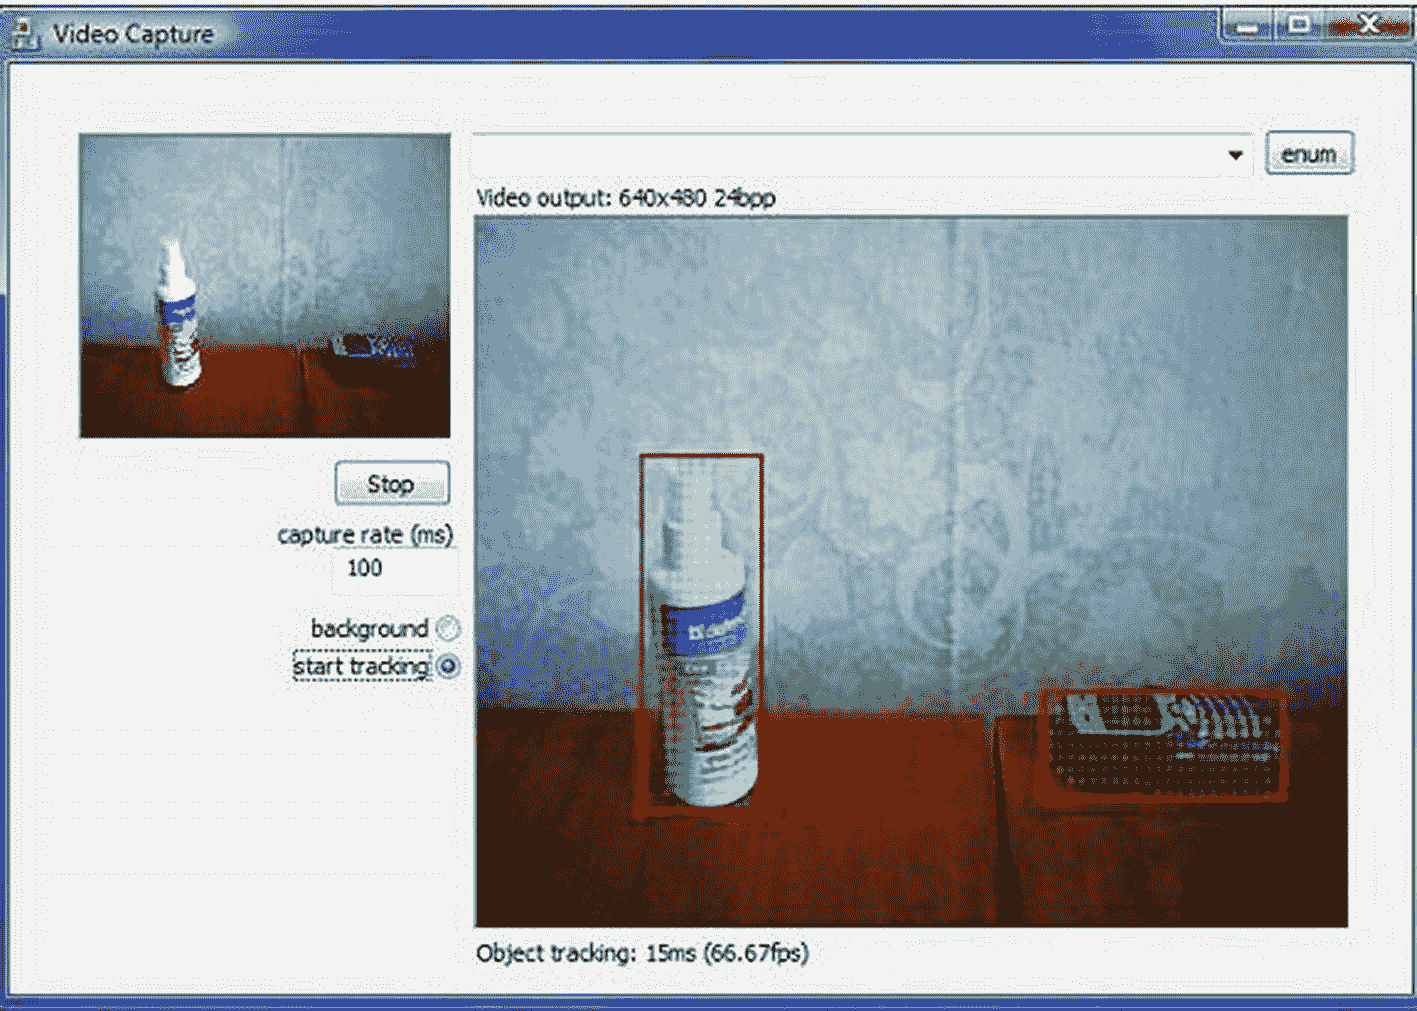 Video Capture
enum
Video output: 640x480 24bpp
Stop
capture rate (ms)
100
background
start tracking
Object tracking: 15ms (66.67fps)